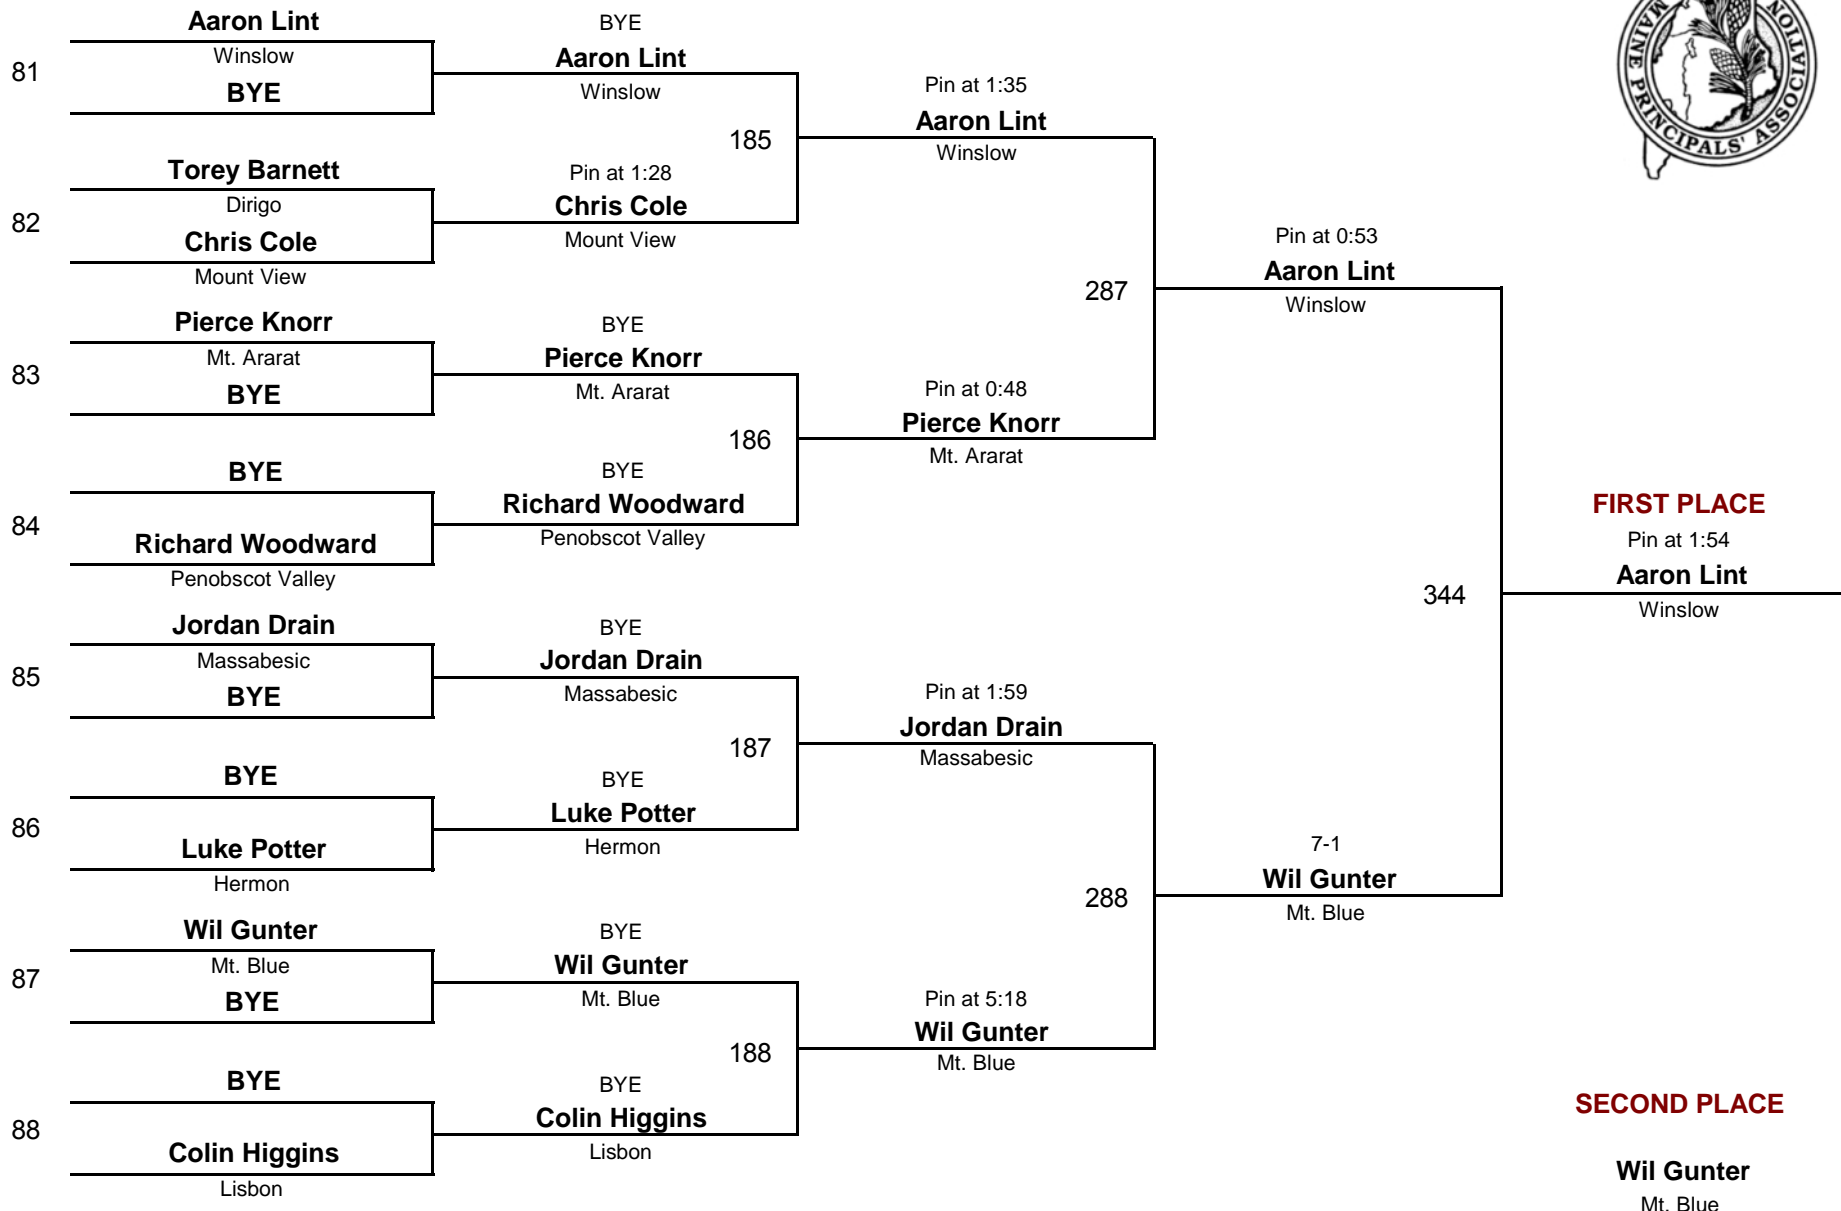 Aaron Lint
Winslow
81
BYE
BYE
Aaron Lint
Winslow
Torey Barnett
Dirigo
82
Chris Cole
Mount View
Pin at 1:28
Chris Cole
Mount View
185
Pin at 1:35
Aaron Lint
Winslow
Pierce Knorr
Mt. Ararat
83
BYE
BYE
Pierce Knorr
Mt. Ararat
BYE
84
Richard Woodward
Penobscot Valley
BYE
Richard Woodward
Penobscot Valley
186
Pin at 0:48
Pierce Knorr
Mt. Ararat
287
Pin at 0:53
Aaron Lint
Winslow
Jordan Drain
Massabesic
85
BYE
BYE
Jordan Drain
Massabesic
BYE
86
Luke Potter
Hermon
BYE
Luke Potter
Hermon
187
Pin at 1:59
Jordan Drain
Massabesic
Wil Gunter
Mt. Blue
87
BYE
BYE
Wil Gunter
Mt. Blue
BYE
88
Colin Higgins
Lisbon
BYE
Colin Higgins
Lisbon
188
Pin at 5:18
Wil Gunter
Mt. Blue
288
7-1
Wil Gunter
Mt. Blue
344
FIRST PLACE
Pin at 1:54
Aaron Lint
Winslow
SECOND PLACE
Wil Gunter
Mt. Blue
MAINE PRINCIPALS' ASSOCIATION